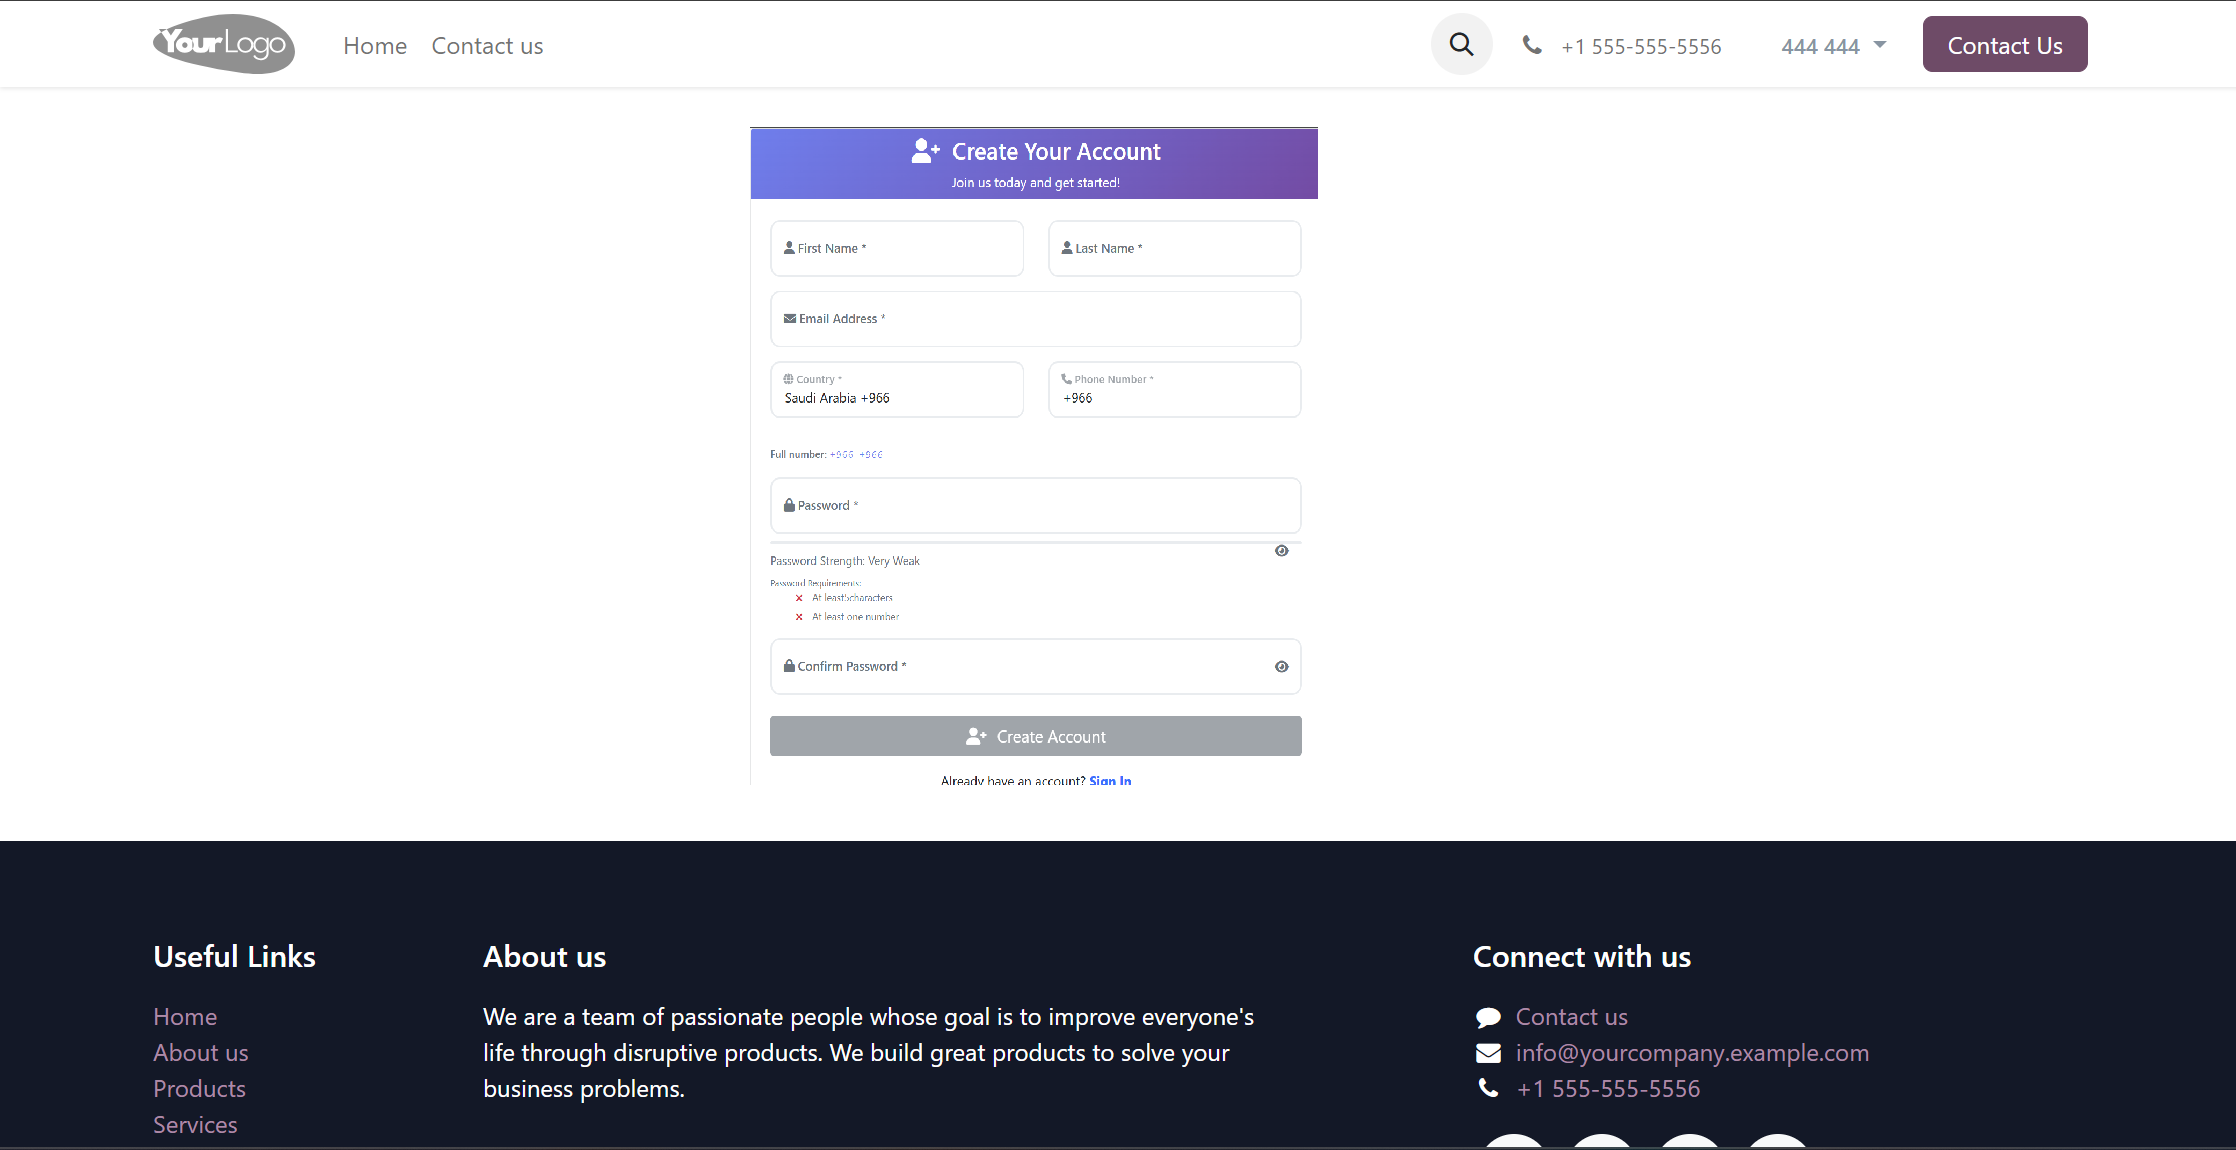 YourLogo
Home
Contact us
+1 555-555-5556
444 444
Contact Us
Create Your Account
Join us today and get started!
First Name *
Last Name *
Email Address *
Country *
Saudi Arabia +966
Phone Number *
+966
Full number: +966 +966
Password *
Password Strength: Very Weak
Password Requirements:
At least5characters
At least one number
Confirm Password *
Create Account
Already have an account? Sign In
Useful Links
Home
About us
Products
Services
About us
We are a team of passionate people whose goal is to improve everyone's
life through disruptive products. We build great products to solve your
business problems.
Connect with us
Contact us
info@yourcompany.example.com
+1 555-555-5556